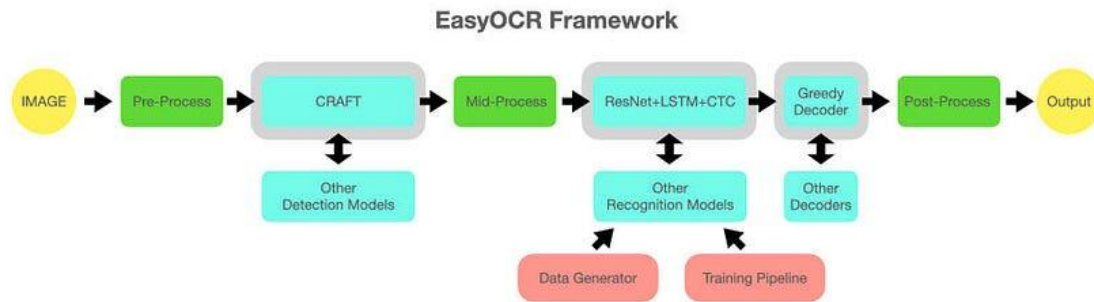 EasyOCR Framework
IMAGE
Pre-Process
CRAFT
Mid-Process
ResNet+LSTM+CTC
Greedy
Decoder
Post-Process
Output
Other
Detection Models
Other
Recognition Models
Other
Decoders
Data Generator
Training Pipeline